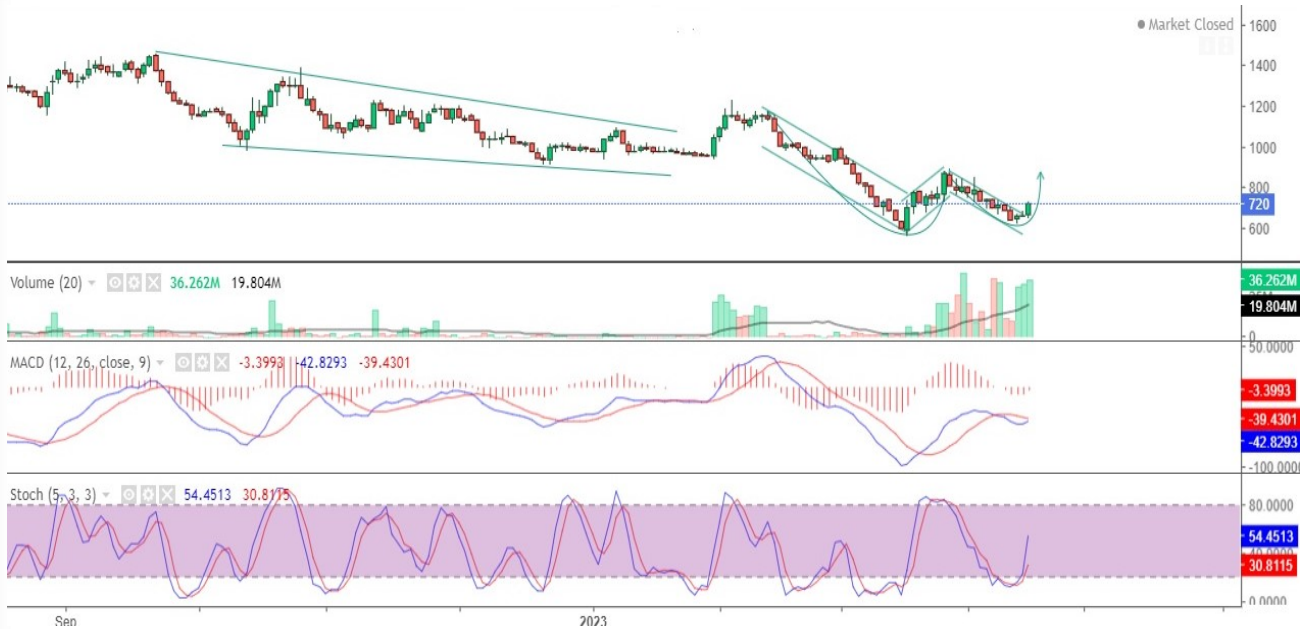 Market Closed
1600
1400
1200
1000
800
720
600
Volume (20) 36.262M 19.804M
36.262M
19.804M
0
MACD (12, 26, close, 9) -3.3993 -42.8293 -39.4301
50.0000
-3.3993
-39.4301
-42.8293
-100.0000
Stoch (5, 3, 3) 54.4513 30.8115
80.0000
54.4513
30.8115
0.0000
Sep 2023